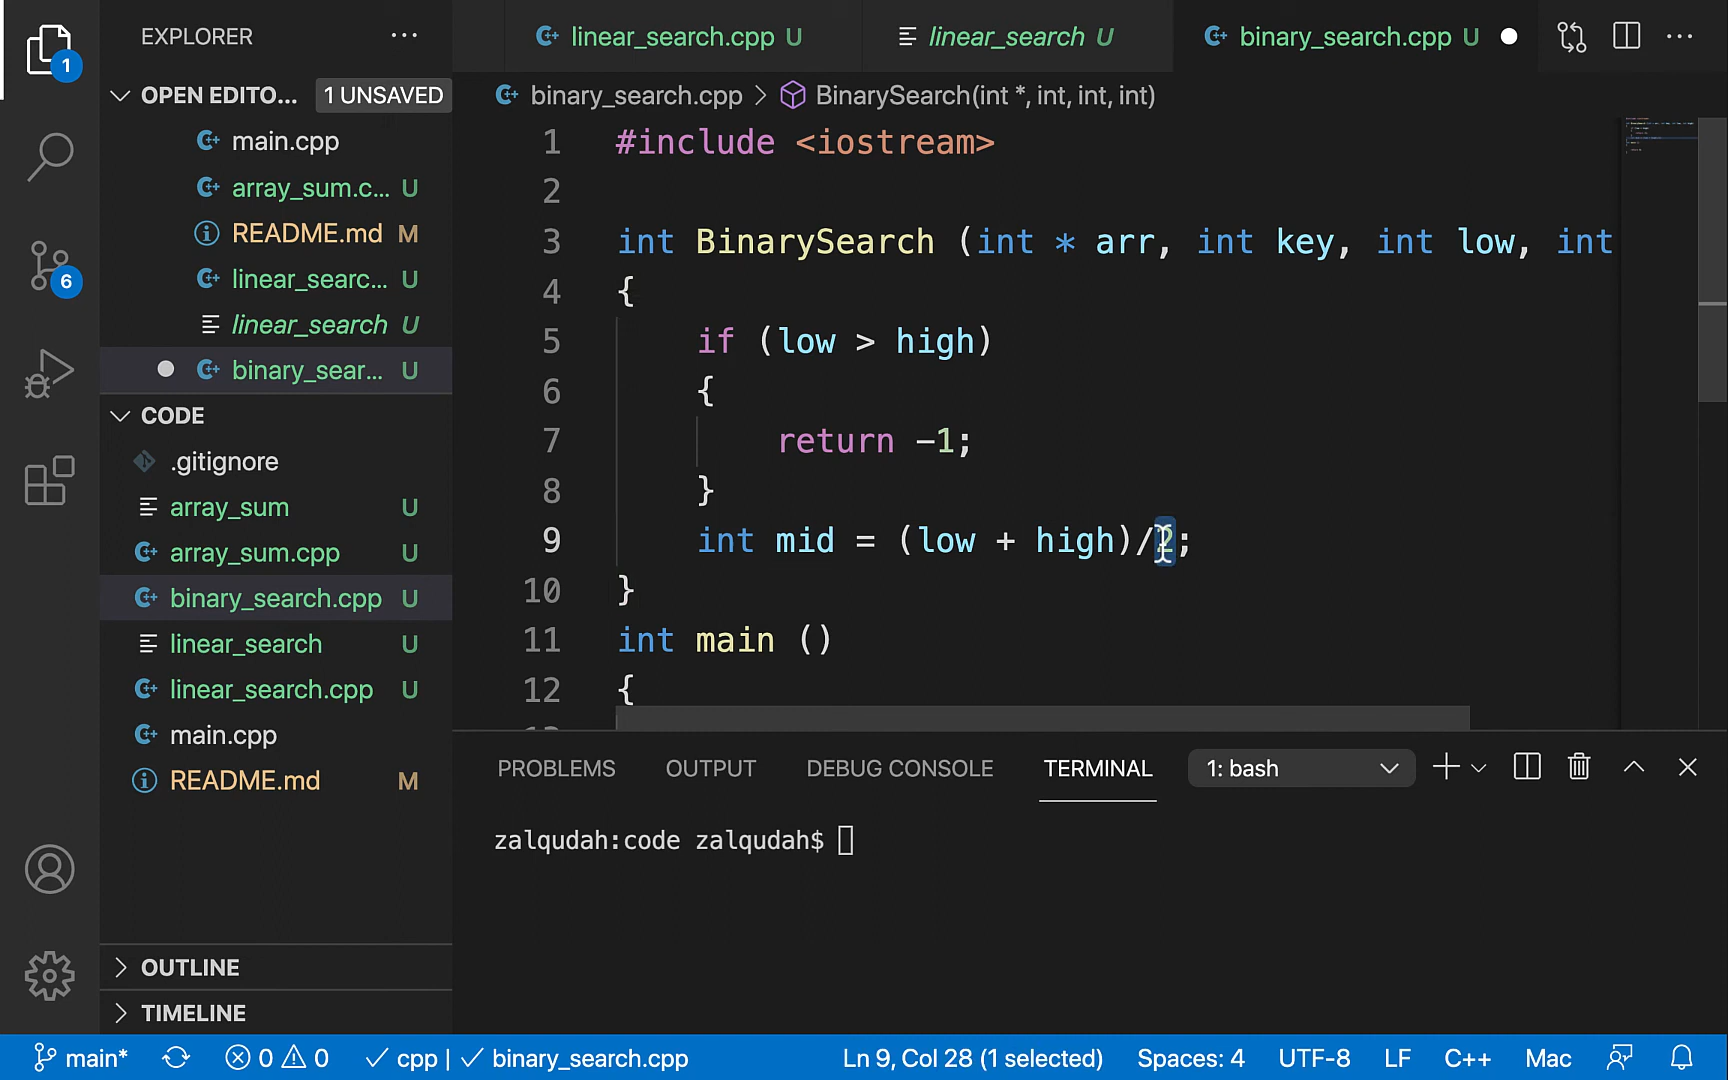 EXPLORER
linear_search.cpp U
linear_search U
binary_search.cpp U
1
OPEN EDITO...
1 UNSAVED
binary_search.cpp > BinarySearch(int *, int, int, int)
main.cpp
array_sum.c... U
README.md M
linear_searc... U
linear_search U
binary_sear... U
6
CODE
.gitignore
array_sum U
array_sum.cpp U
binary_search.cpp U
linear_search U
linear_search.cpp U
main.cpp
README.md M
OUTLINE
TIMELINE
1 #include <iostream>
2
3 int BinarySearch (int * arr, int key, int low, int
4 {
5 if (low > high)
6 {
7 return -1;
8 }
9 int mid = (low + high)/2;
10 }
11 int main ()
12 {
PROBLEMS OUTPUT DEBUG CONSOLE TERMINAL 1: bash
zalqudah:code zalqudah$
main* 0 0 cpp | binary_search.cpp Ln 9, Col 28 (1 selected) Spaces: 4 UTF-8 LF C++ Mac